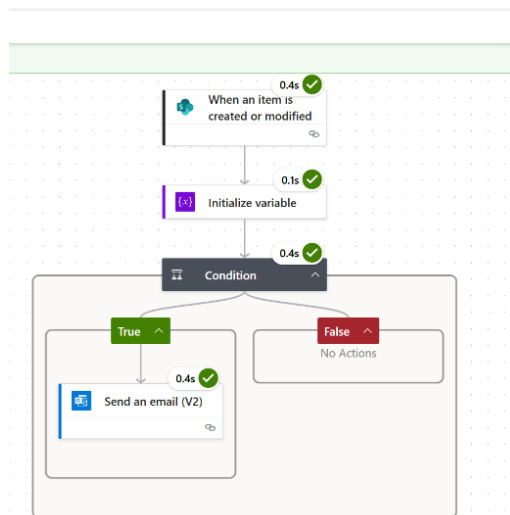 0.4s
When an item is
created or modified
0.1s
{x}
Initialize variable
0.4s
Condition
True
False
No Actions
0.4s
Send an email (V2)